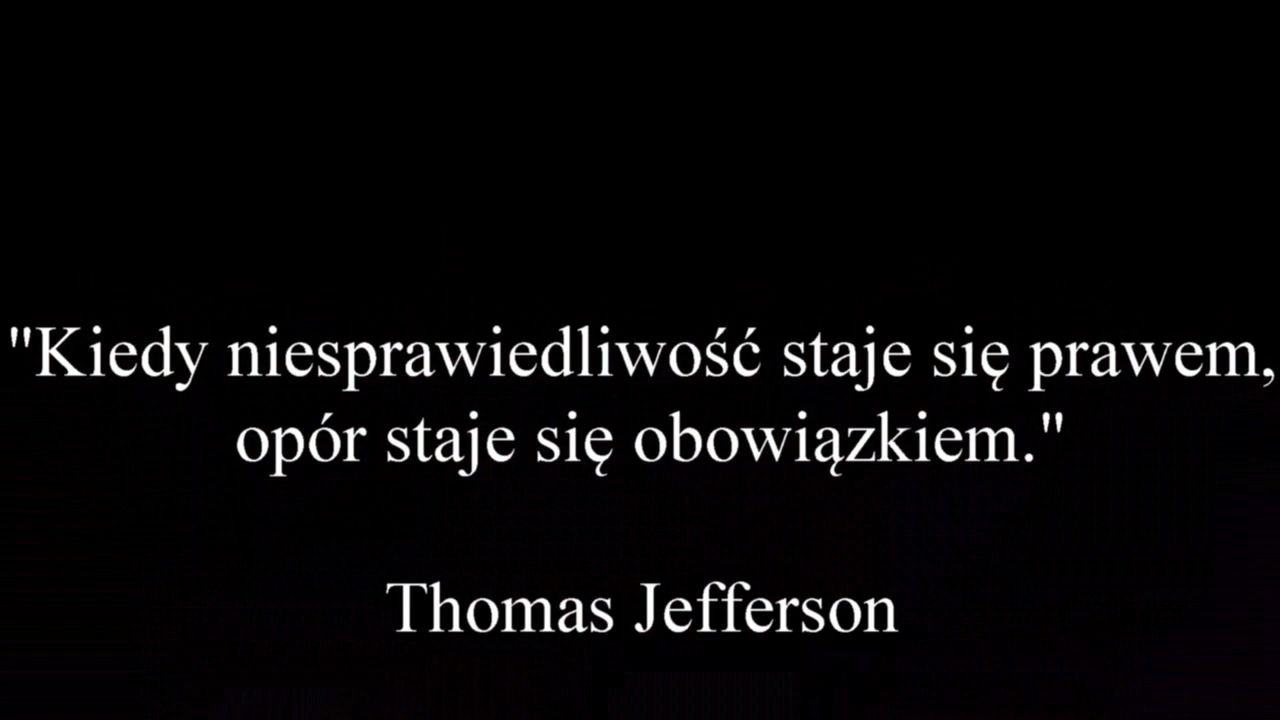 "Kiedy niesprawiedliwość staje się prawem,
opór staje się obowiązkiem."
Thomas Jefferson